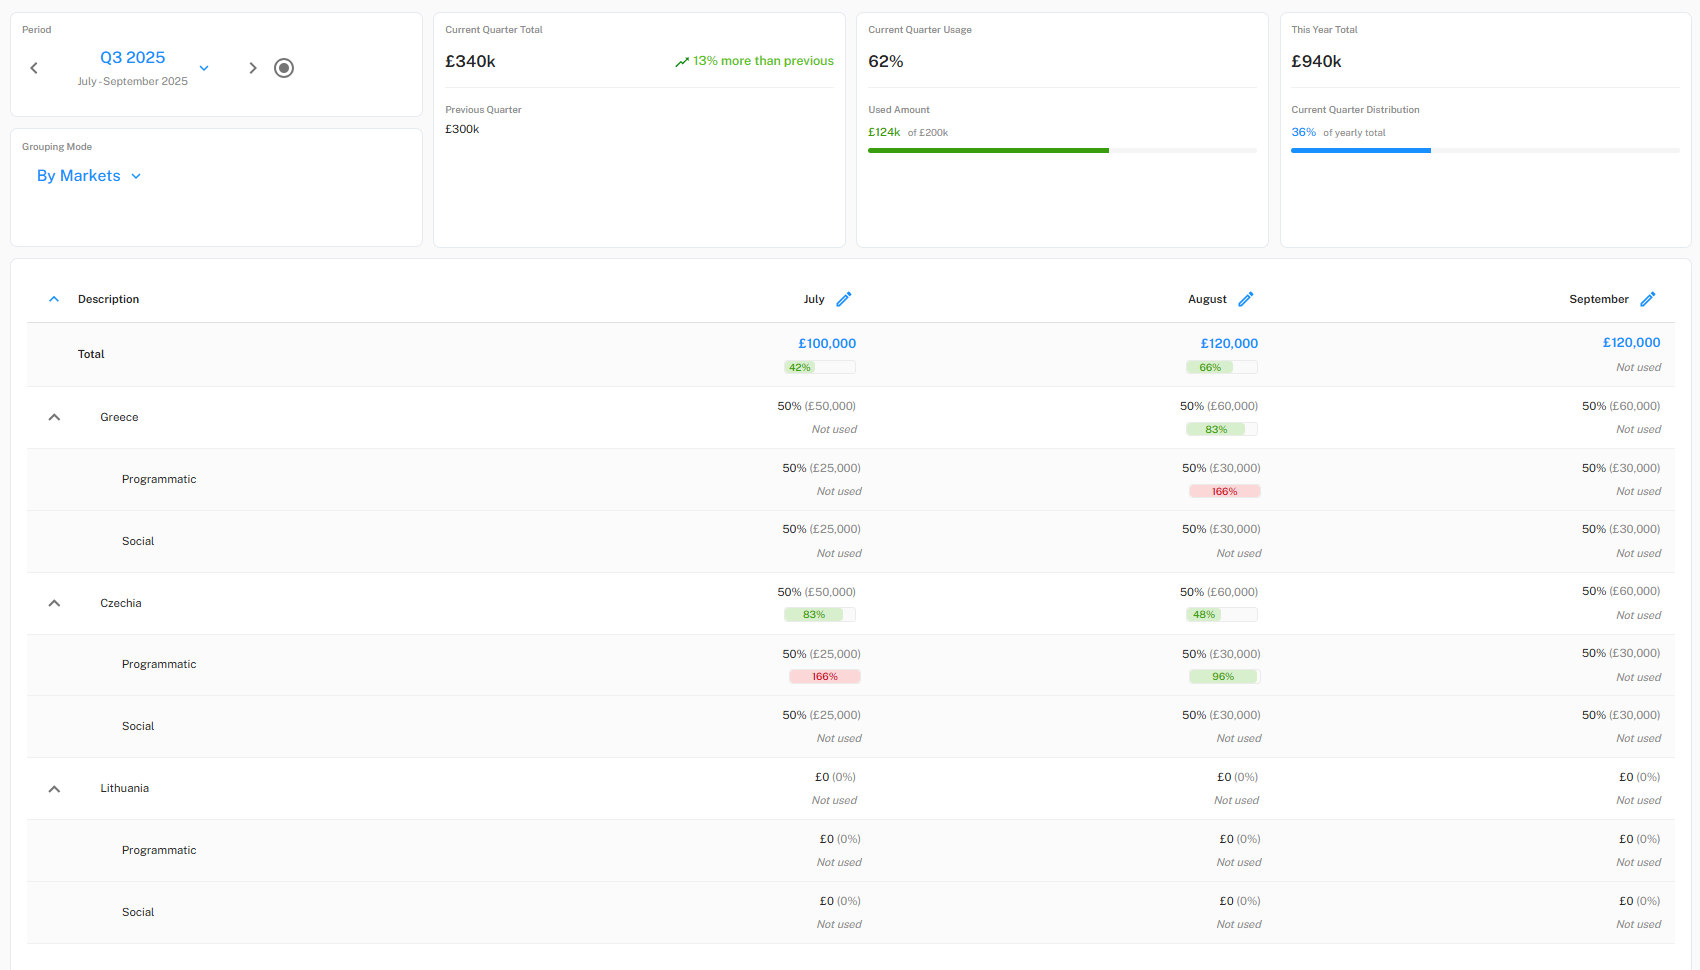 Period
Q3 2025
July - September 2025
Grouping Mode
By Markets
Current Quarter Total
£340k
13% more than previous
Previous Quarter
£300k
Current Quarter Usage
62%
Used Amount
£124k of £200k
This Year Total
£940k
Current Quarter Distribution
36% of yearly total
Description July August September
Total £100,000 £120,000 £120,000
42% 66% Not used
Greece 50% (£50,000) 50% (£60,000) 50% (£60,000)
Not used 83% Not used
Programmatic 50% (£25,000) 50% (£30,000) 50% (£30,000)
Not used 166% Not used
Social 50% (£25,000) 50% (£30,000) 50% (£30,000)
Not used Not used Not used
Czechia 50% (£50,000) 50% (£60,000) 50% (£60,000)
83% 48% Not used
Programmatic 50% (£25,000) 50% (£30,000) 50% (£30,000)
166% 96% Not used
Social 50% (£25,000) 50% (£30,000) 50% (£30,000)
Not used Not used Not used
Lithuania £0 (0%) £0 (0%) £0 (0%)
Not used Not used Not used
Programmatic £0 (0%) £0 (0%) £0 (0%)
Not used Not used Not used
Social £0 (0%) £0 (0%) £0 (0%)
Not used Not used Not used